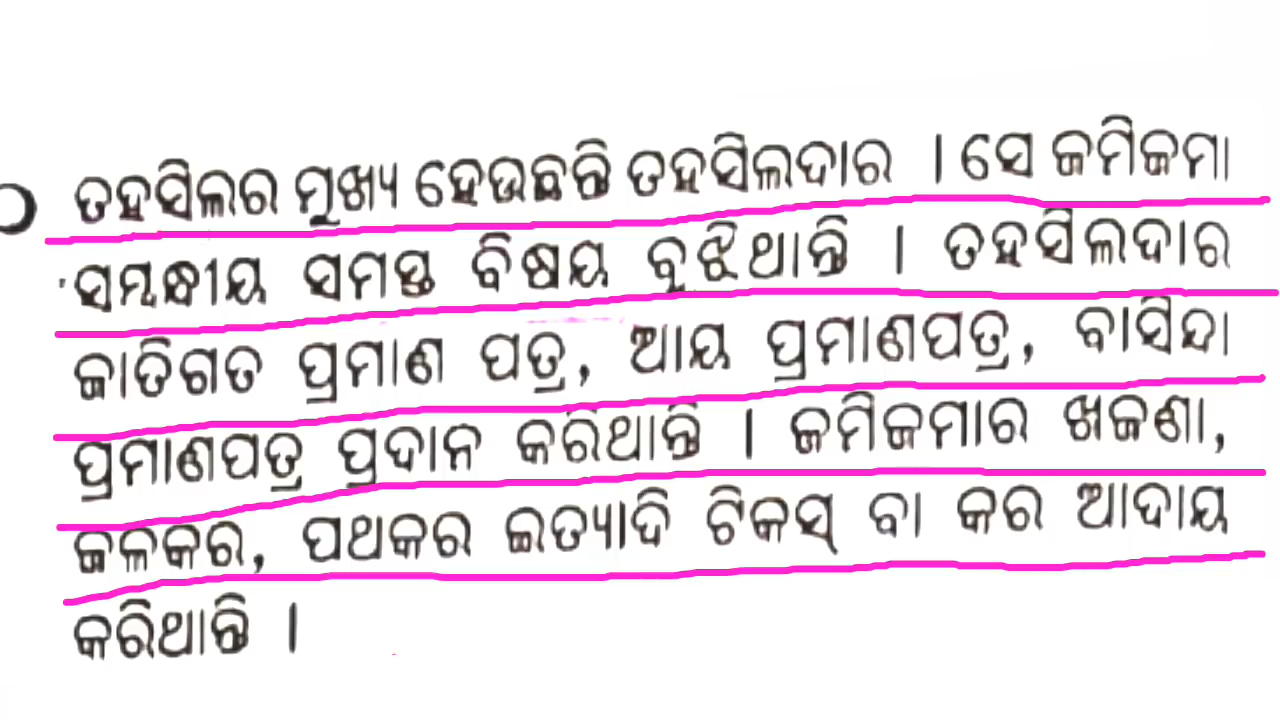 ତହସିଲର ମୁଖ୍ୟ ହେଉଛନ୍ତି ତହସିଲଦାର । ସେ ଜମିଜମା
ସମ୍ବନ୍ଧୀୟ ସମସ୍ତ ବିଷୟ ବୁଝିଥାନ୍ତି । ତହସିଲଦାର
ଜାତିଗତ ପ୍ରମାଣ ପତ୍ର, ଆୟ ପ୍ରମାଣପତ୍ର, ବାସିନ୍ଦା
ପ୍ରମାଣପତ୍ର ପ୍ରଦାନ କରିଥାନ୍ତି । ଜମିଜମାର ଖଜଣା,
ଜଳକର, ପଥକର ଇତ୍ୟାଦି ଟିକସ୍ ବା କର ଆଦାୟ
କରିଥାନ୍ତି ।